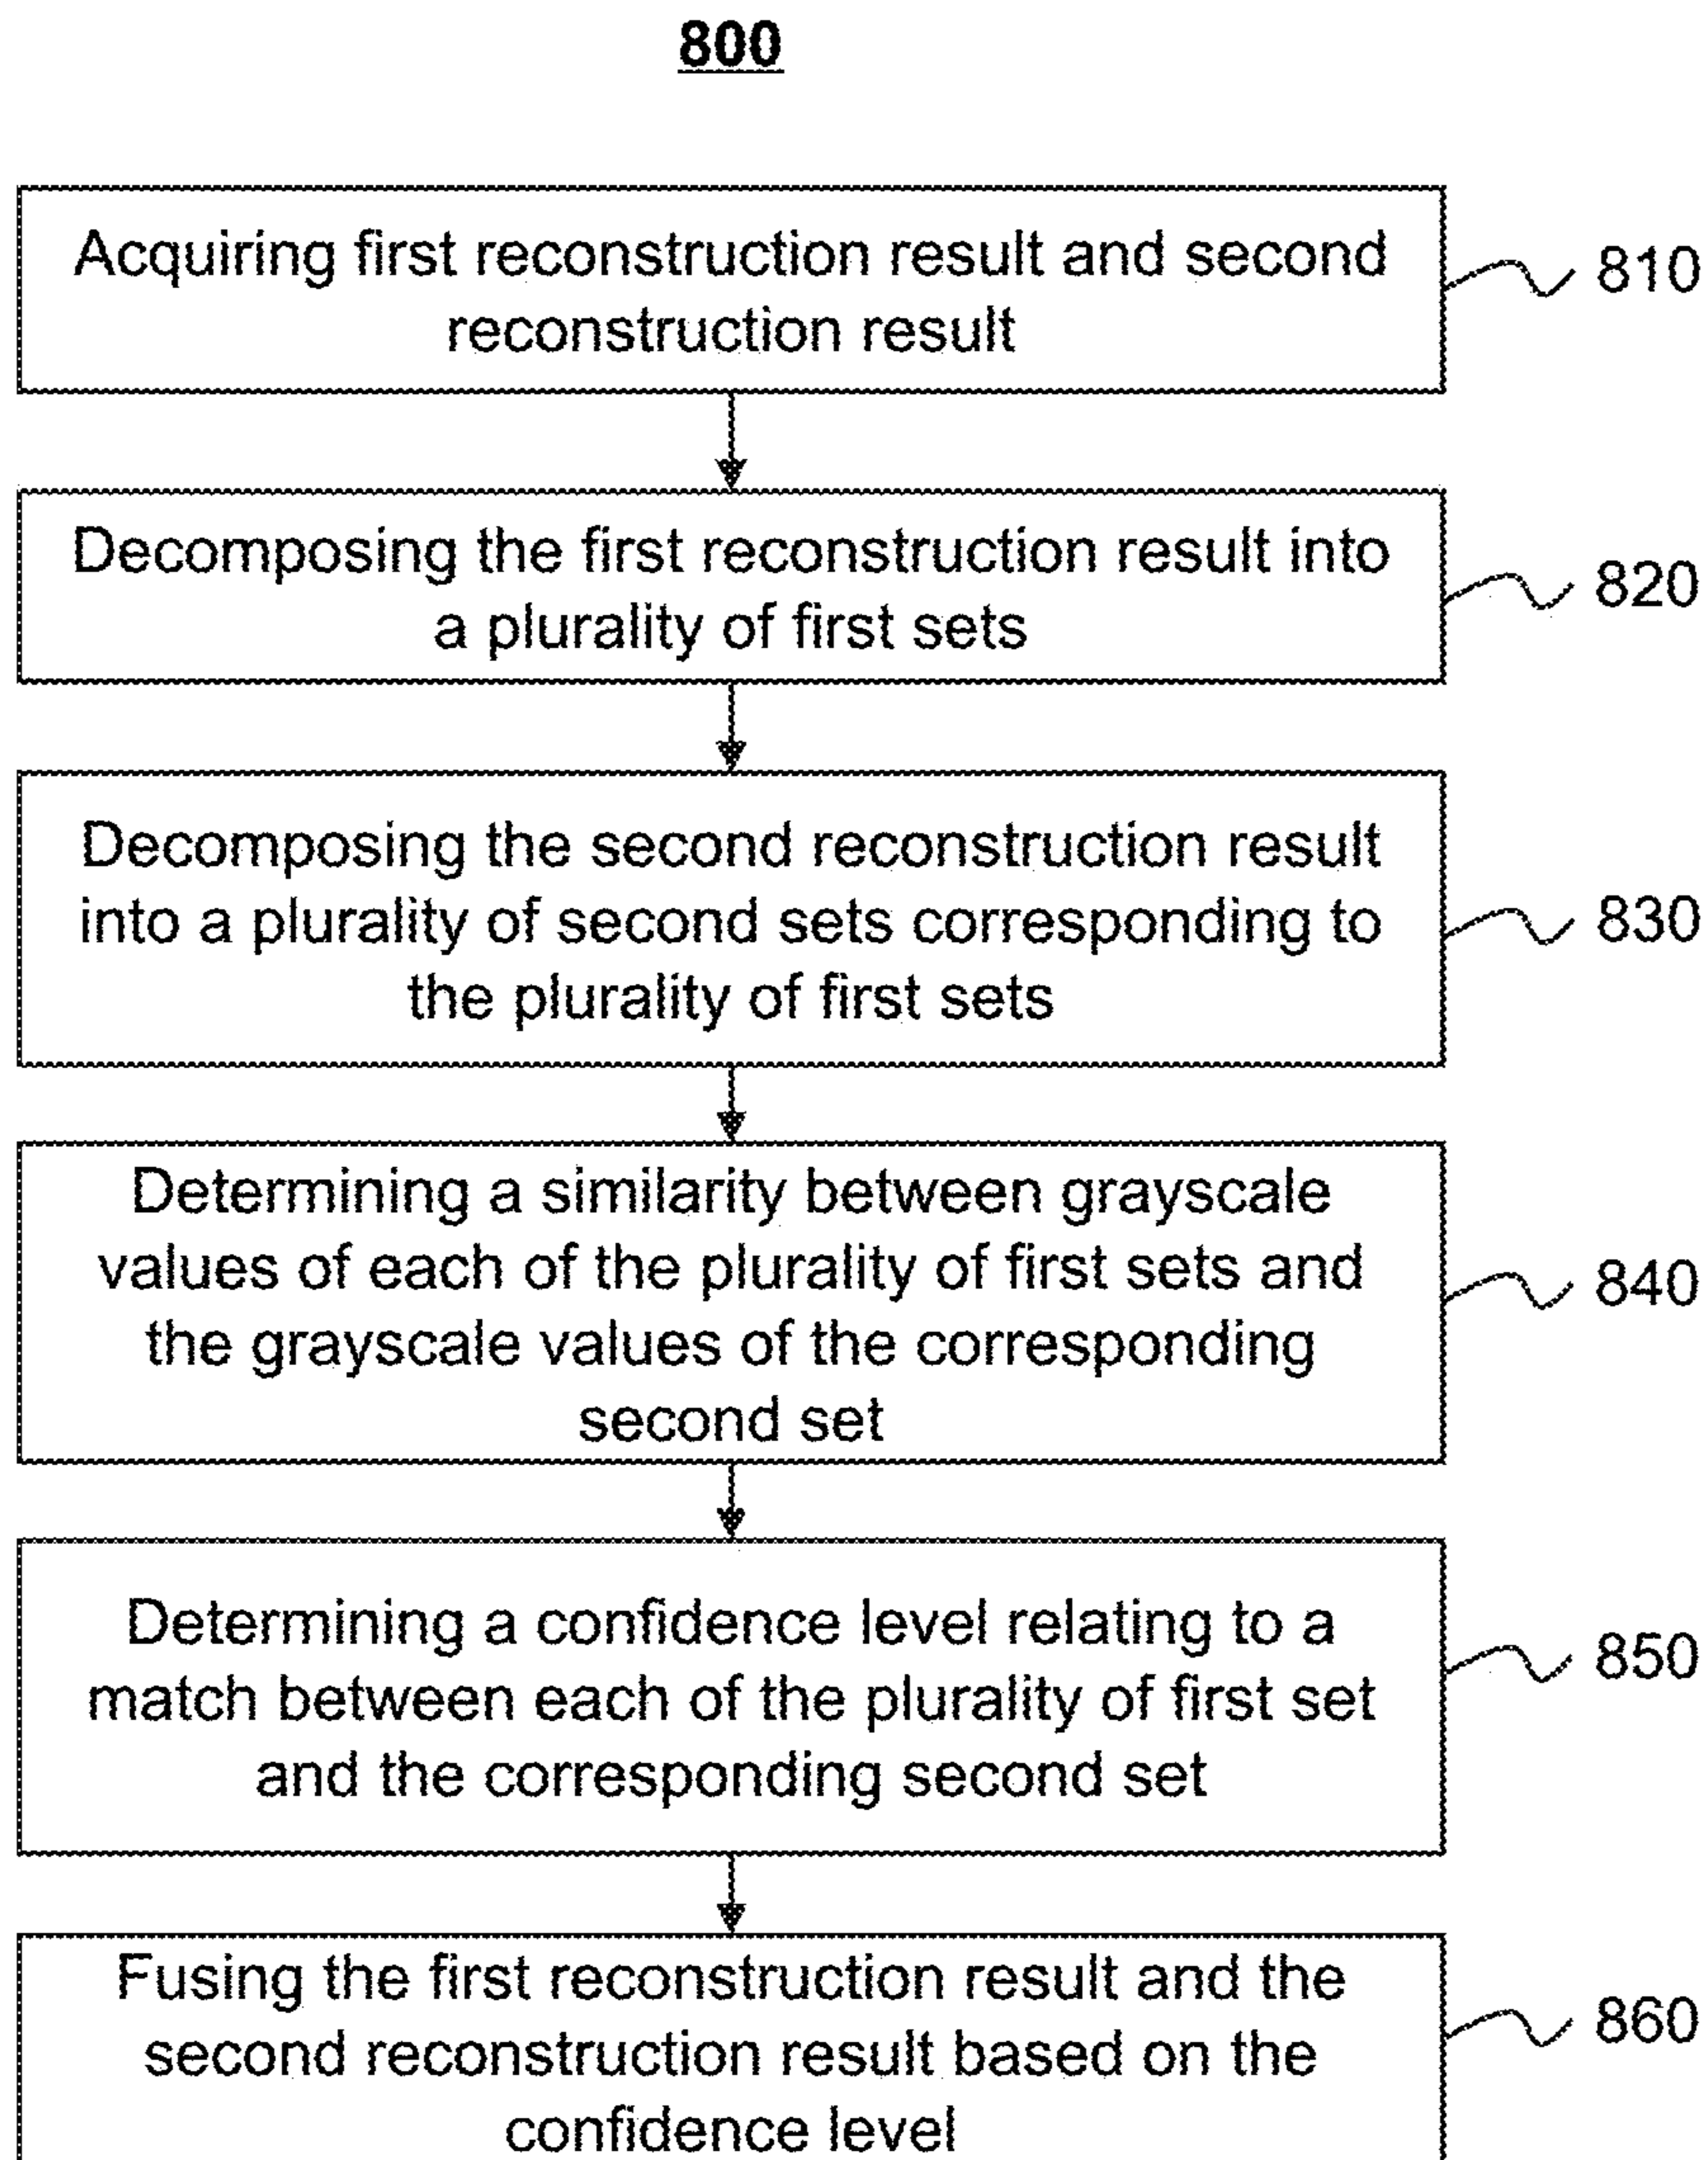 800
Acquiring first reconstruction result and second
reconstruction result
810
Decomposing the first reconstruction result into
a plurality of first sets
820
Decomposing the second reconstruction result
into a plurality of second sets corresponding to
the plurality of first sets
830
Determining a similarity between grayscale
values of each of the plurality of first sets and
the grayscale values of the corresponding
second set
840
Determining a confidence level relating to a
match between each of the plurality of first set
and the corresponding second set
850
Fusing the first reconstruction result and the
second reconstruction result based on the
confidence level
860